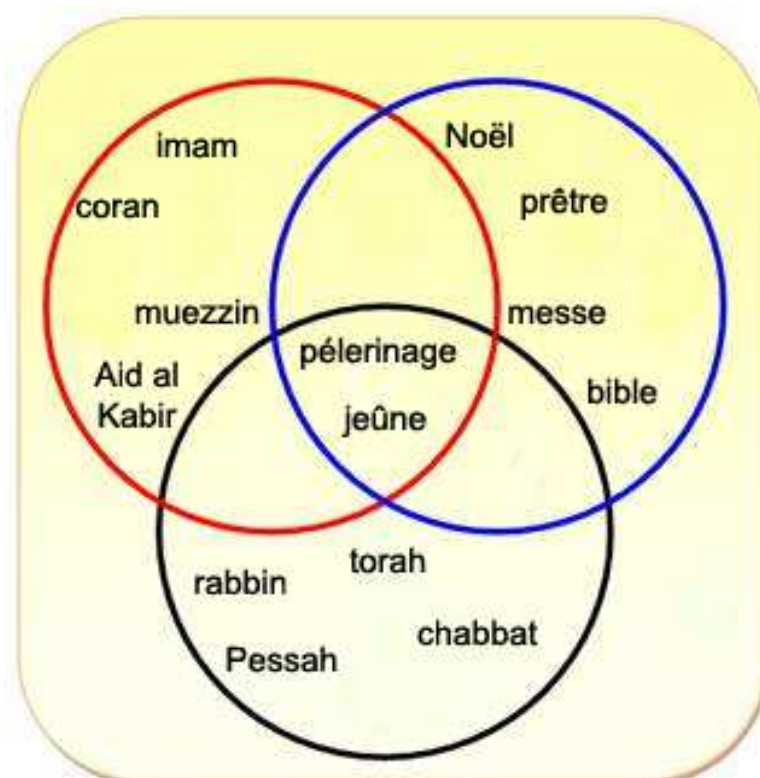 imam
Noël
coran
prêtre
muezzin
messe
pélerinage
Aid al
Kabir
bible
jeûne
torah
rabbin
chabbat
Pessah